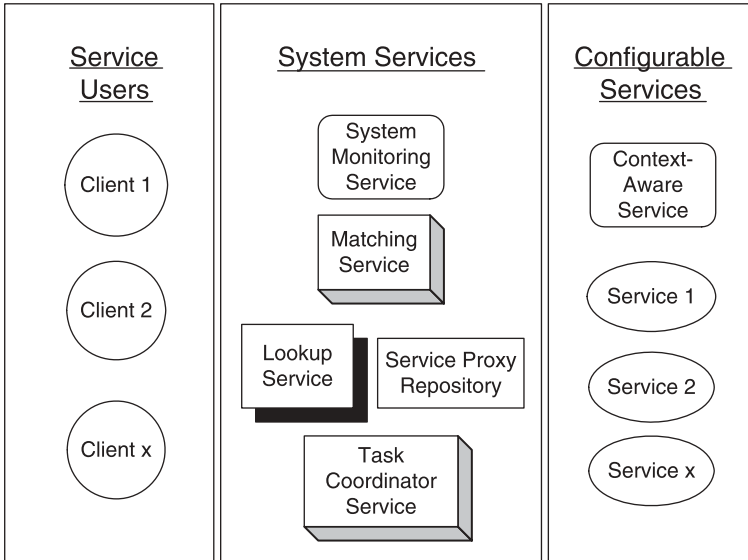 Service
Users
Client 1
Client 2
Client x
System Services
System
Monitoring
Service
Matching
Service
Lookup
Service
Service Proxy
Repository
Task
Coordinator
Service
Configurable
Services
Context-
Aware
Service
Service 1
Service 2
Service x